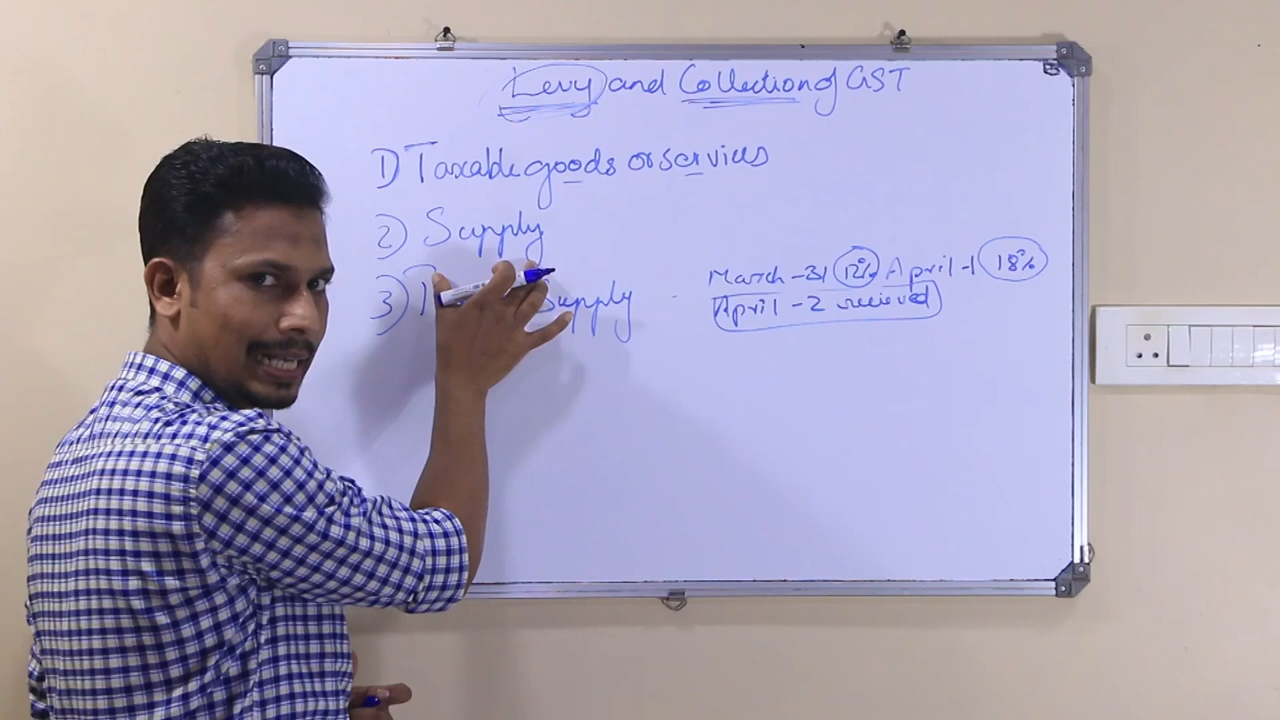 Levy and Collection of GST
1) Taxable goods or services
2) Supply
3) Supply
March - 31 12% April - 1 18%
April - 2 recieved